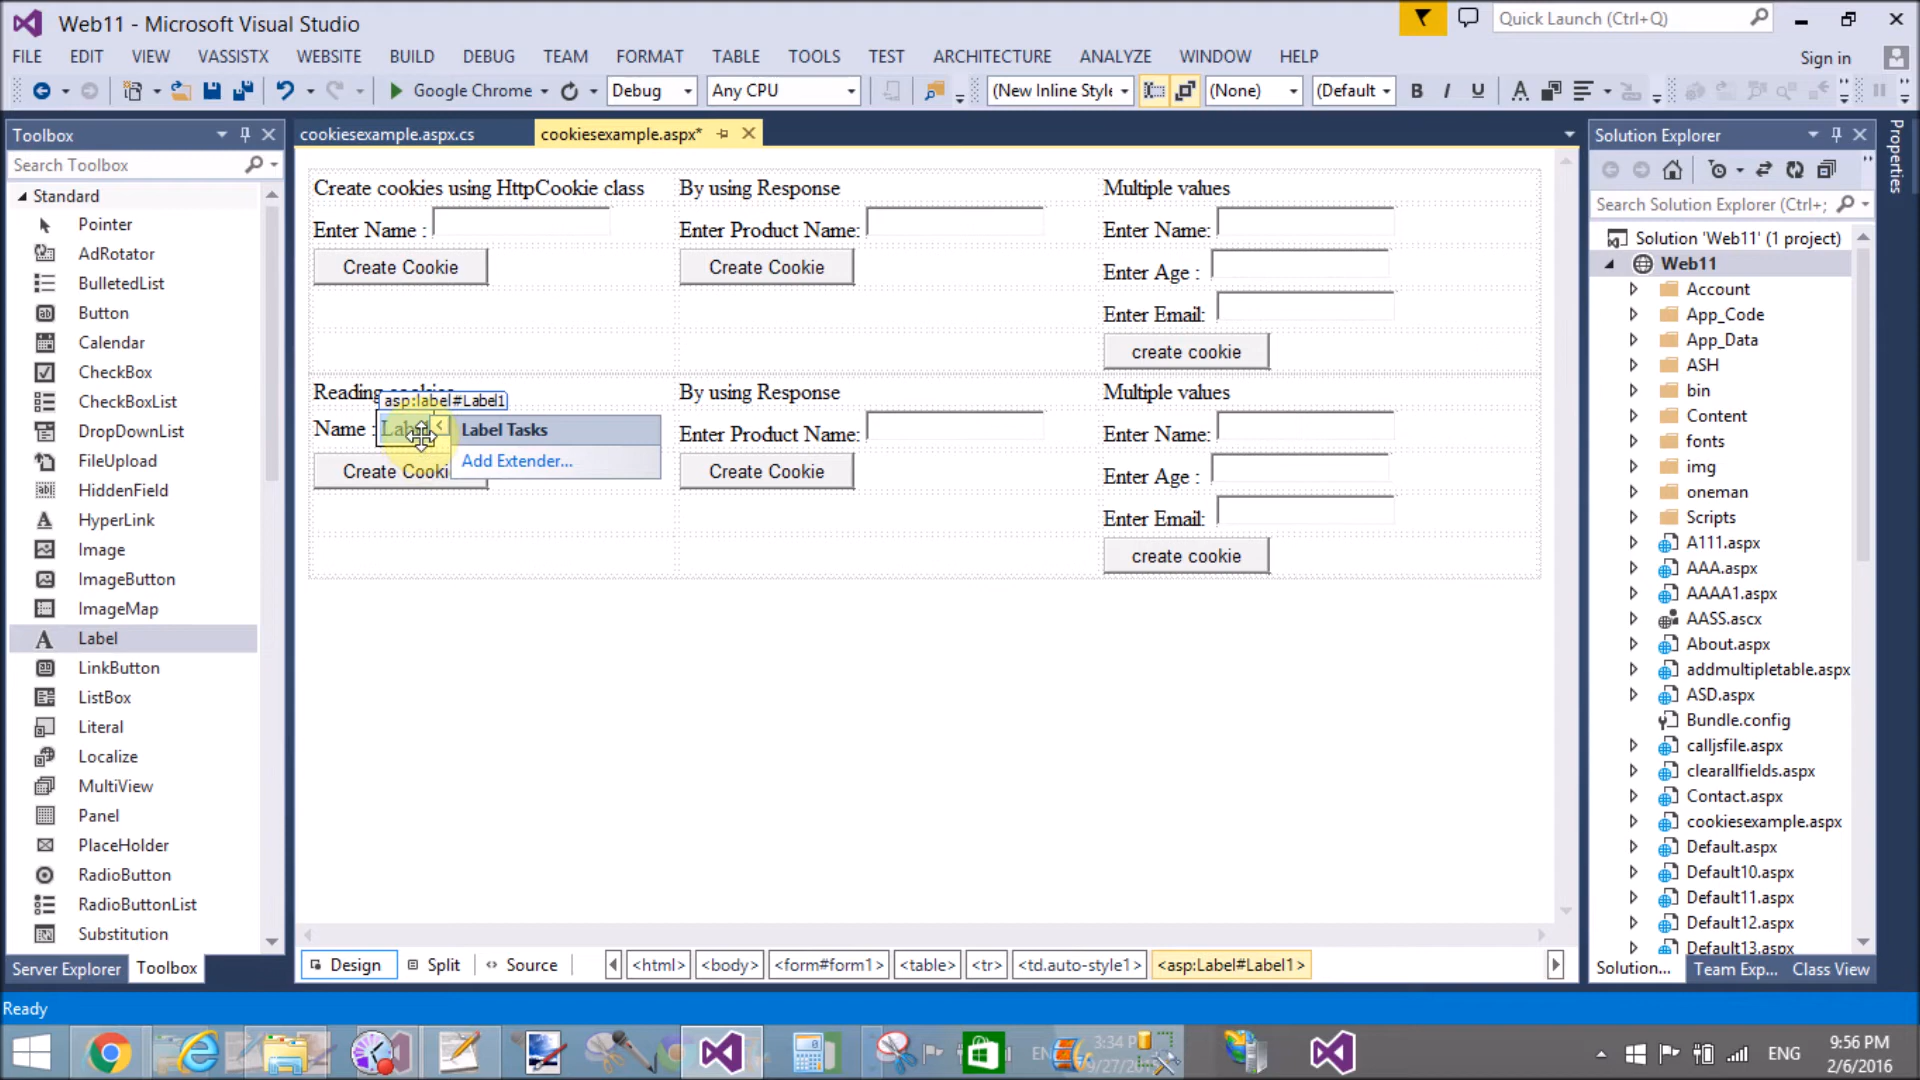 Web11 - Microsoft Visual Studio
Quick Launch (Ctrl+Q)
FILE EDIT VIEW VASSISTX WEBSITE BUILD DEBUG TEAM FORMAT TABLE TOOLS TEST ARCHITECTURE ANALYZE WINDOW HELP
Sign in
Google Chrome Debug Any CPU (New Inline Style (None) (Default B I U A
Toolbox
cookiesexample.aspx.cs cookiesexample.aspx*
Solution Explorer
Properties
Search Toolbox
Standard
Pointer
AdRotator
BulletedList
Button
Calendar
CheckBox
CheckBoxList
DropDownList
FileUpload
HiddenField
HyperLink
Image
ImageButton
ImageMap
Label
LinkButton
ListBox
Literal
Localize
MultiView
Panel
PlaceHolder
RadioButton
RadioButtonList
Substitution
Server Explorer Toolbox
Create cookies using HttpCookie class By using Response Multiple values
Enter Name : Enter Product Name: Enter Name:
Create Cookie Create Cookie Enter Age :
Enter Email:
create cookie
Reading cookies By using Response Multiple values
asp:label#Label1
Name : Label Label Tasks Enter Product Name: Enter Name:
Add Extender...
Create Cookie Create Cookie Enter Age :
Enter Email:
create cookie
Design Split Source <html> <body> <form#form1> <table> <tr> <td.auto-style1> <asp:Label#Label1>
Search Solution Explorer (Ctrl+;
Solution 'Web11' (1 project)
Web11
Account
App_Code
App_Data
ASH
bin
Content
fonts
img
oneman
Scripts
A111.aspx
AAA.aspx
AAAA1.aspx
AASS.ascx
About.aspx
addmultipletable.aspx
ASD.aspx
Bundle.config
calljsfile.aspx
clearallfields.aspx
Contact.aspx
cookiesexample.aspx
Default.aspx
Default10.aspx
Default11.aspx
Default12.aspx
Default13.aspx
Solution... Team Exp... Class View
Ready
3:34 PM
9/27/20
ENG
9:56 PM
2/6/2016